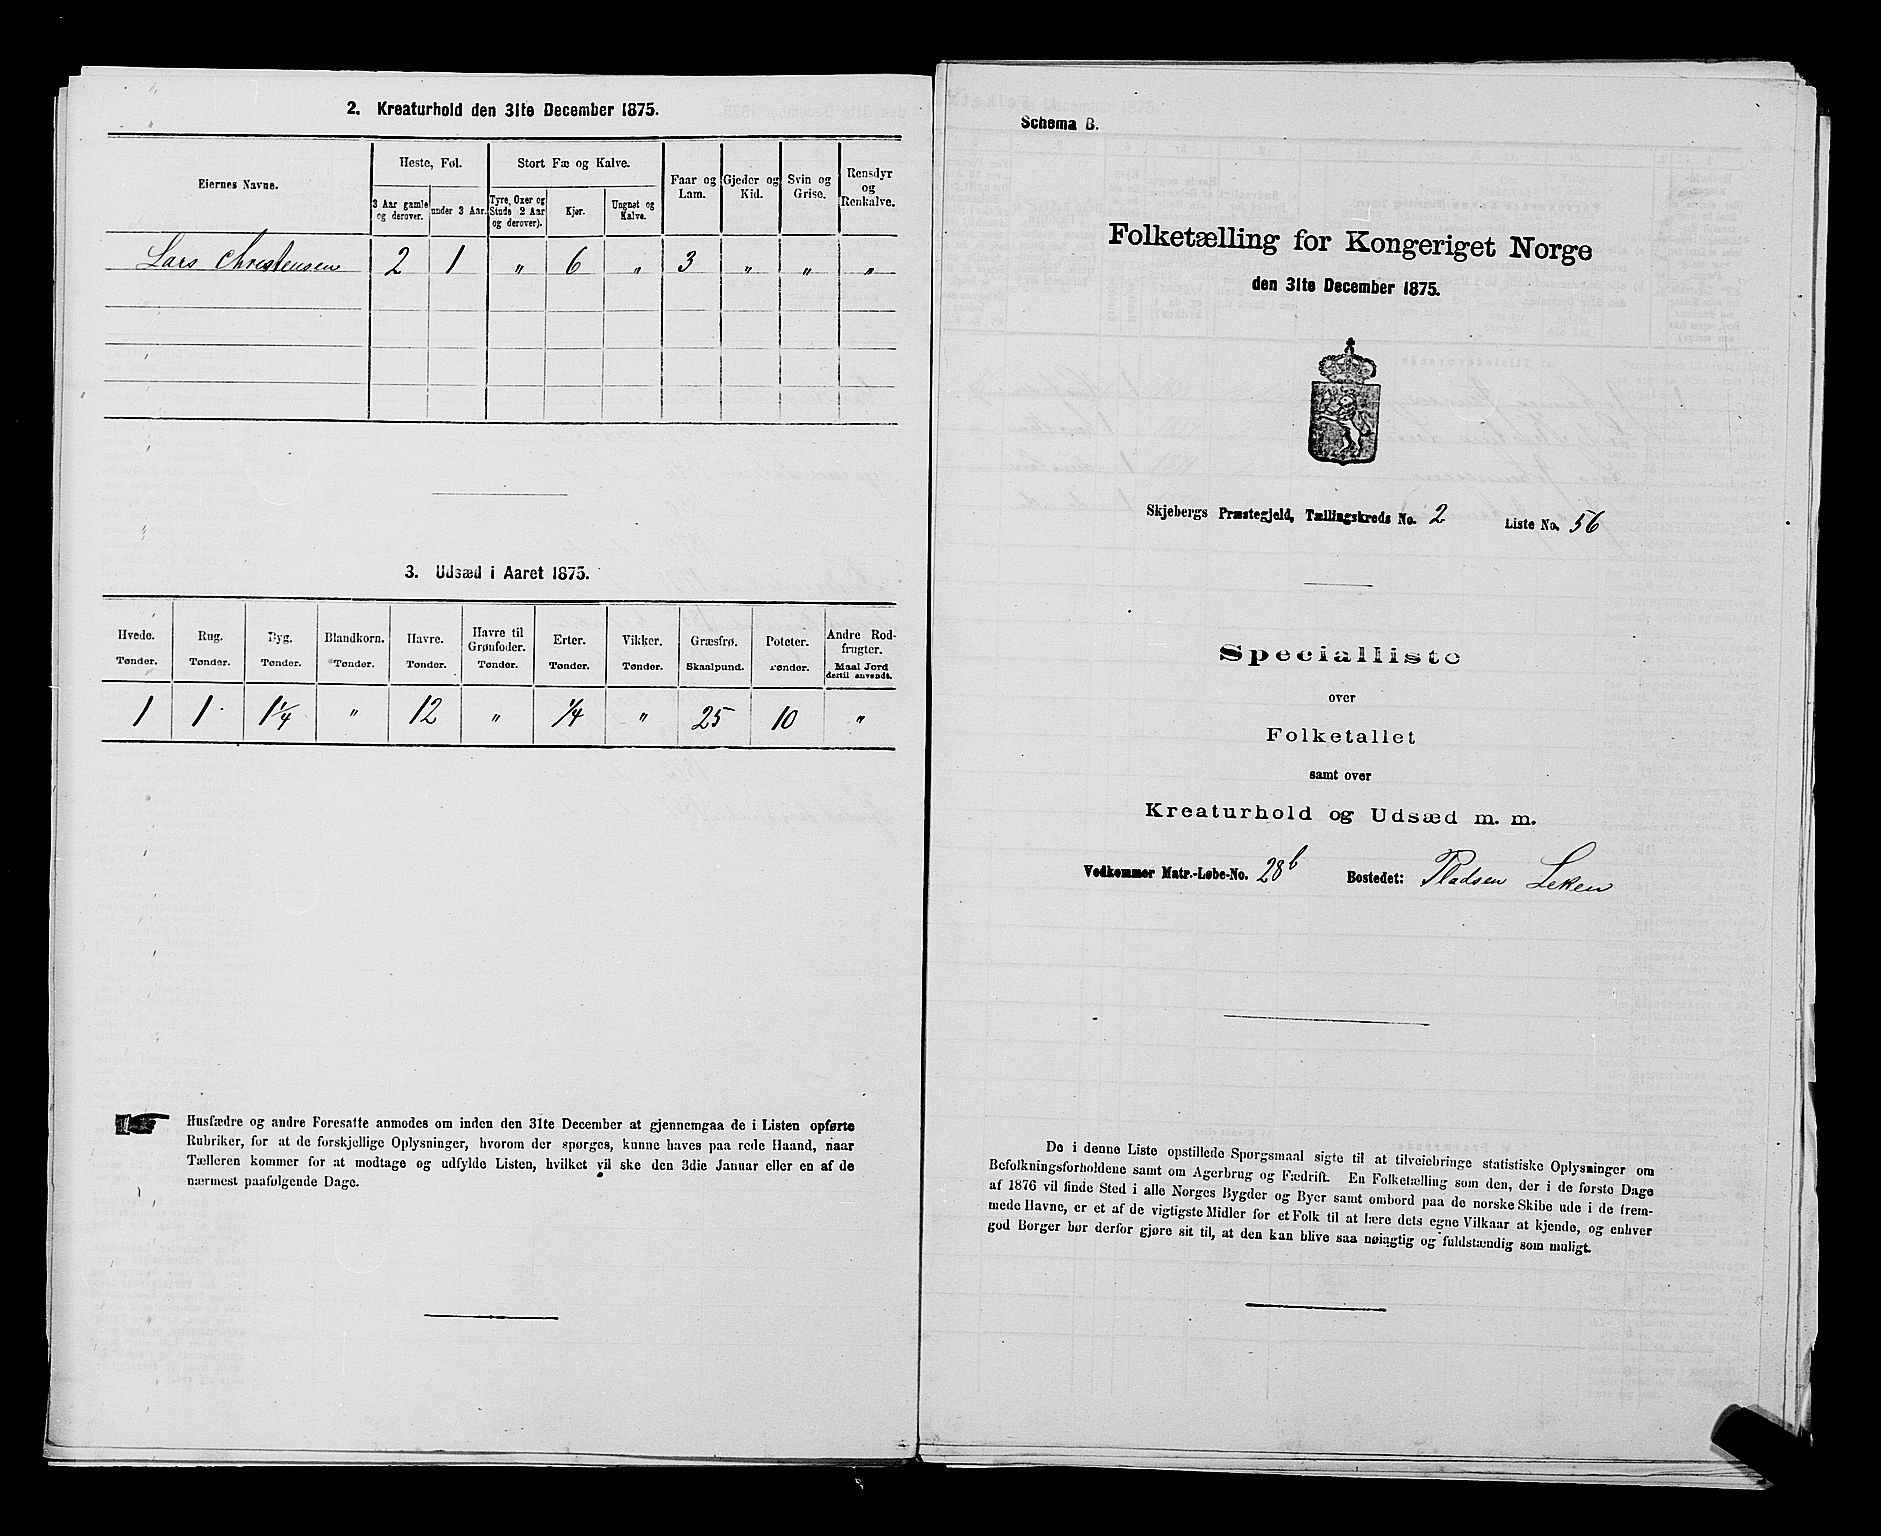 2. Kreaturhold den 31te December 1875.
Eiernes Navne.
Heste, Føl.
3 Aar gamle og derover.
under 3 Aar.
Stort Fæ og Kalve.
Tyre, Oxer og Stude 2 Aar og derover).
Kjør.
Ungnøt og Kalve.
Faar og Lam.
Gjeder og Kid.
Svin og Grise.
Rensdyr og Renkalve.
Lars Christensen 2 1 " 6 " 3 " " "
3. Udsæd i Aaret 1875.
Hvede. Rug. Byg. Blandkorn. Havre. Havre til Grønfoder. Erter. Vikker. Græsfrø. Poteter. Andre Rodfrugter.
Tønder. Tønder. Tønder. Tønder. Tønder. Tønder. Tønder. Tønder. Skaalpund. Tønder. Maal Jord dertil anvendt.
1 1 1 1/4 " 12 " 1/4 " 25 10 "
Husfædre og andre Foresatte anmodes om inden den 31te December at gjennemgaa de i Listen opførte
Rubriker, for at de forskjellige Oplysninger, hvorom der spørges, kunne haves paa rede Haand, naar
Tælleren kommer for at modtage og udfylde Listen, hvilket vil ske den 3die Januar eller en af de
nærmest paafølgende Dage.
Schema B.
Folketælling for Kongeriget Norge
den 31te December 1875.
Skjebergs Præstegjeld, Tællingskreds No. 2 Liste No. 56
Specialliste
over
Folketallet
samt over
Kreaturhold og Udsæd m. m.
Vedkommer Matr.-Løbe-No. 28b Bostedet: Pladsen Leken
De i denne Liste opstillede Spørgsmaal sigte til at tilveiebringe statistiske Oplysninger om
Befolkningsforholdene samt om Agerbrug og Fædrift. En Folketælling som den, der i de første Dage
af 1876 vil finde Sted i alle Norges Bygder og Byer samt ombord paa de norske Skibe ude i de frem-
mede Havne, er et af de vigtigste Midler for et Folk til at lære dets egne Vilkaar at kjende, og enhver
god Borger bør derfor gjøre sit til, at den kan blive saa nøiagtig og fuldstændig som muligt.